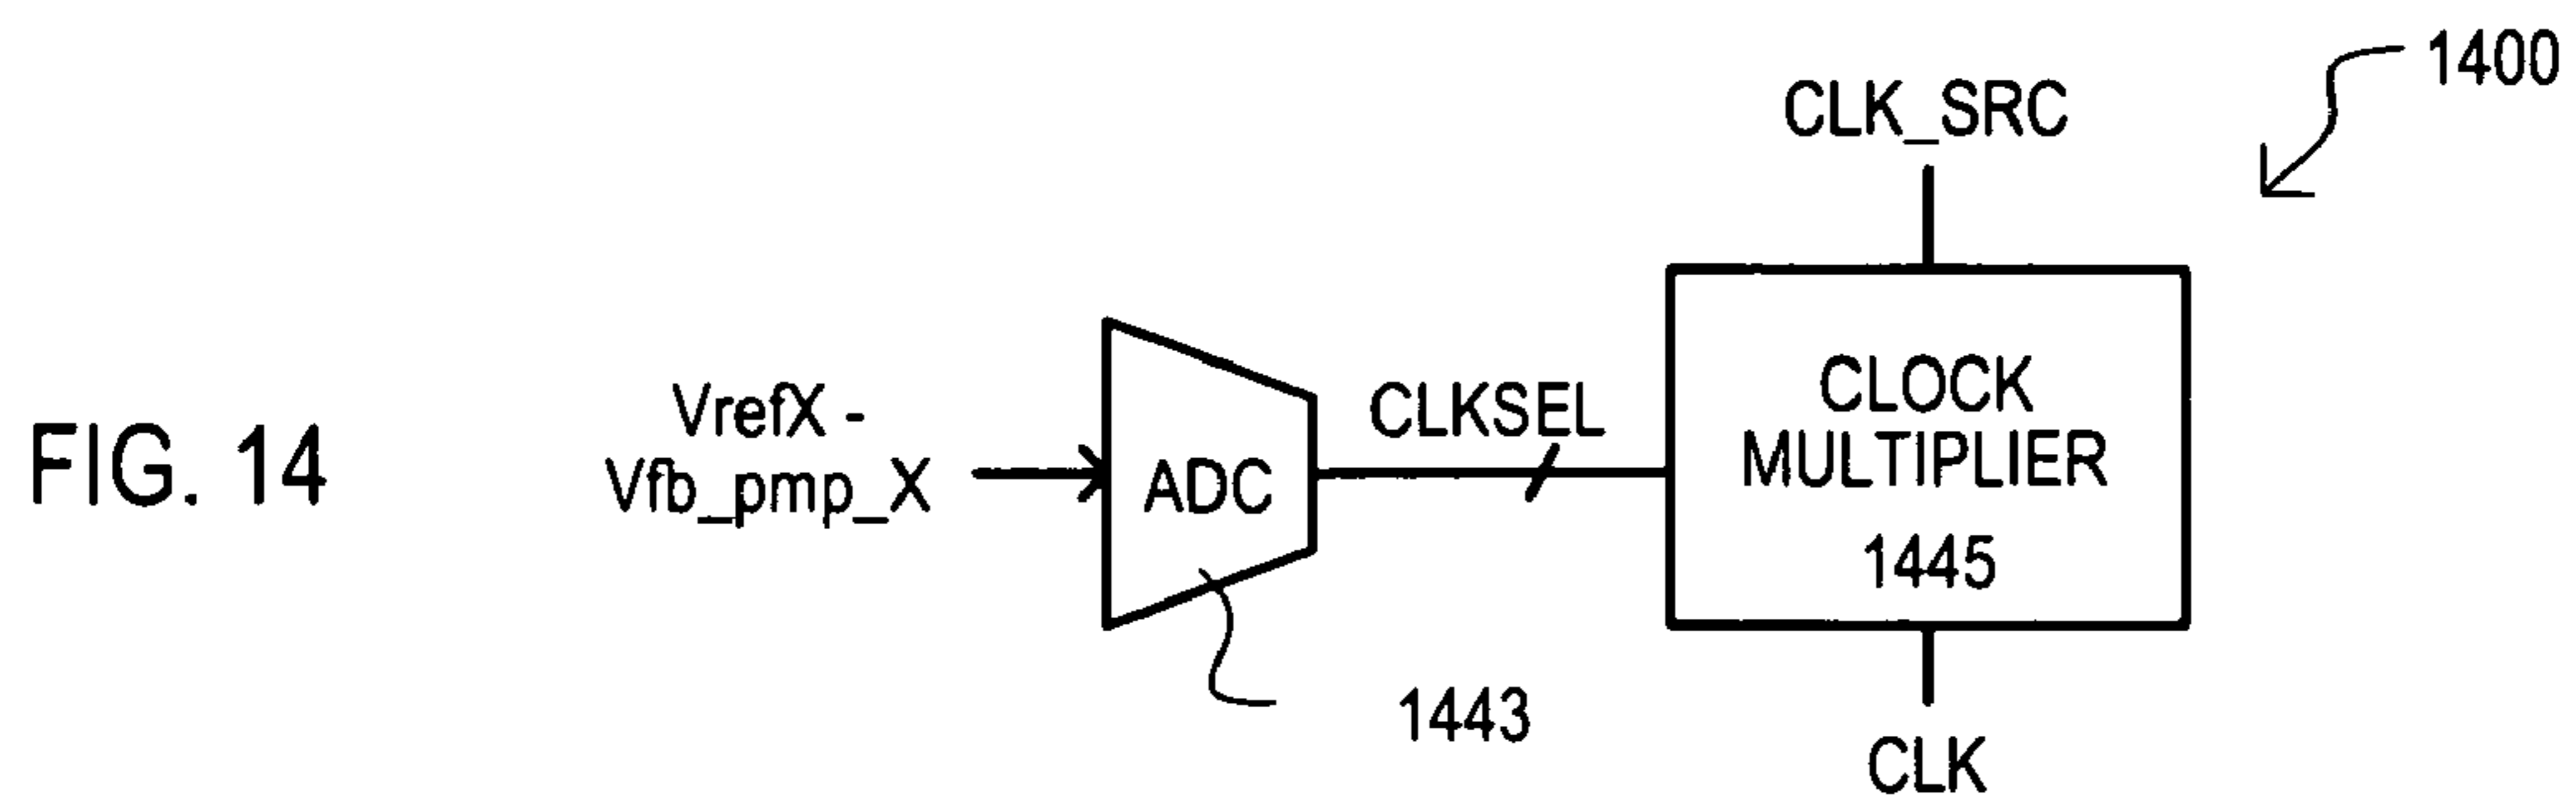 1400
CLK_SRC
FIG. 14
VrefX -
Vfb_pmp_X
ADC
CLKSEL
CLOCK
MULTIPLIER
1445
1443
CLK